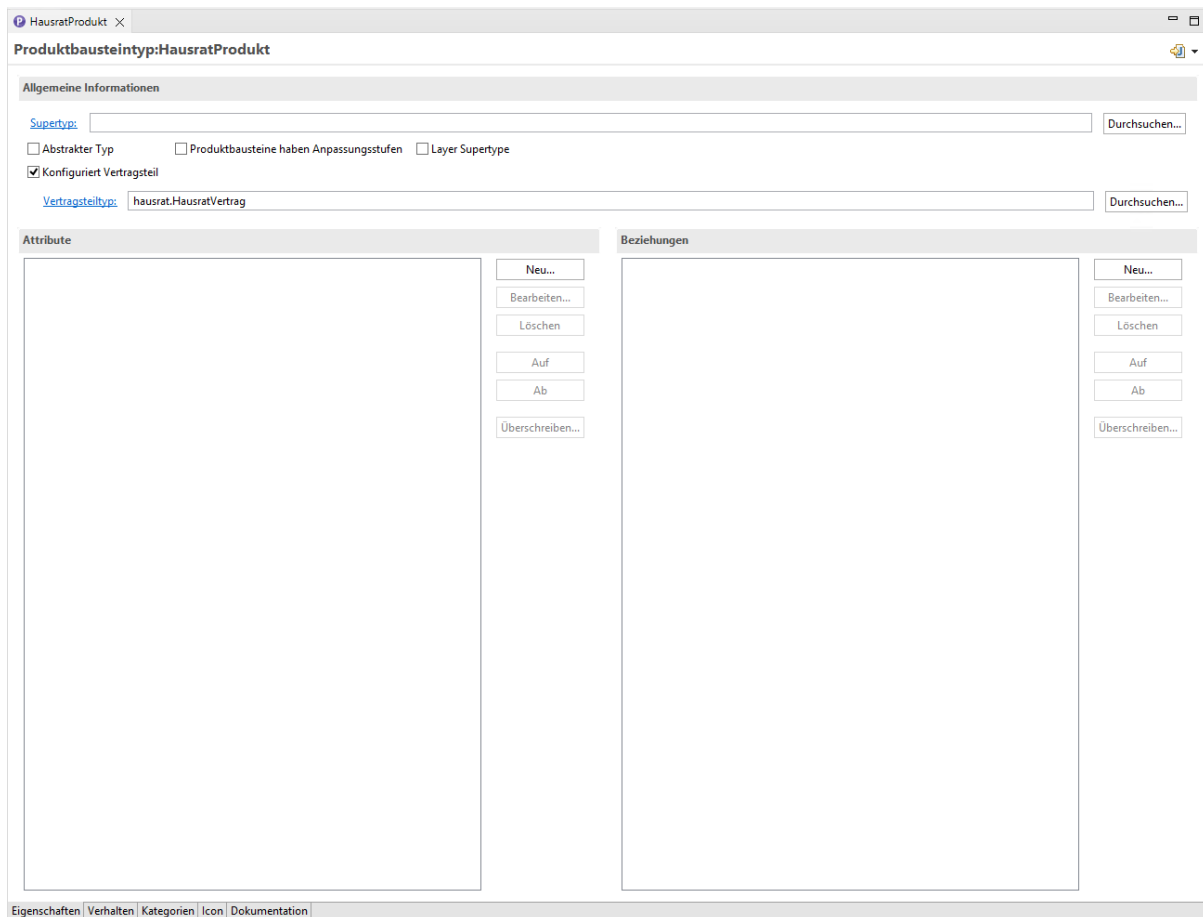 HausratProdukt
Produktbausteintyp:HausratProdukt
Allgemeine Informationen
Supertyp: Durchsuchen...
Abstrakter Typ Produktbausteine haben Anpassungsstufen Layer Supertype
Konfiguriert Vertragsteil
Vertragsteiltyp: hausrat.HausratVertrag Durchsuchen...
Attribute
Neu...
Bearbeiten...
Löschen
Auf
Ab
Überschreiben...
Beziehungen
Neu...
Bearbeiten...
Löschen
Auf
Ab
Überschreiben...
Eigenschaften Verhalten Kategorien Icon Dokumentation